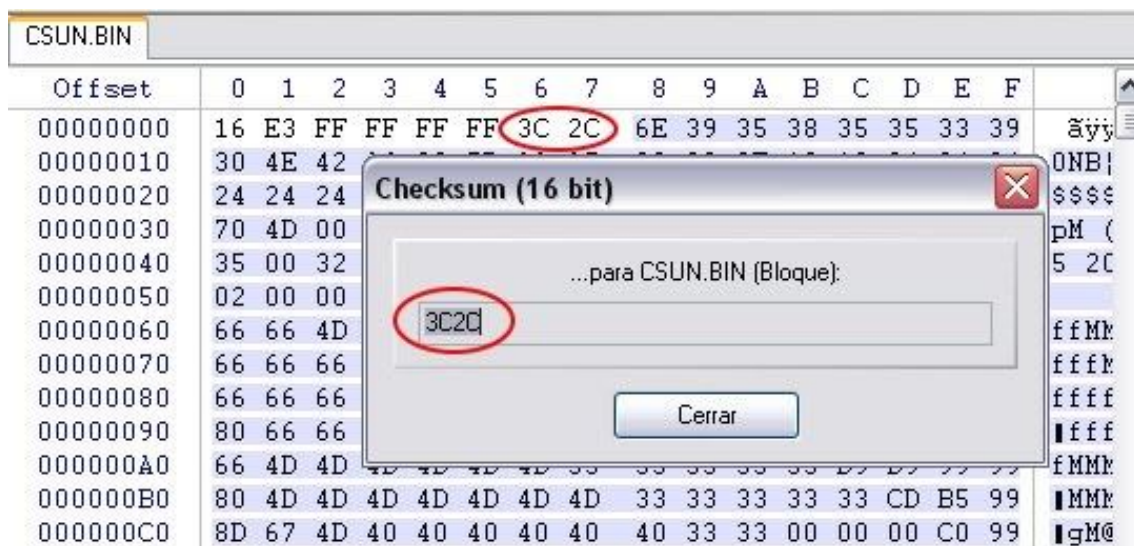 CSUN.BIN
Offset 0 1 2 3 4 5 6 7 8 9 A B C D E F
00000000 16 E3 FF FF FF FF 3C 2C 6E 39 35 38 35 35 33 39 ãÿÿ
00000010 30 4E 42 0NB¦
Checksum (16 bit)
00000020 24 24 24 $$$$
00000030 70 4D 00 pM (
00000040 35 00 32 5 2
...para CSUN.BIN (Bloque):
00000050 02 00 00
3C2C
00000060 66 66 4D ffMM
00000070 66 66 66 fff
00000080 66 66 66 ffff
Cerrar
00000090 80 66 66 fff
000000A0 66 4D 4D fMM
000000B0 80 4D 4D 4D 4D 4D 4D 4D 33 33 33 33 33 CD B5 99 MMM
000000C0 8D 67 4D 40 40 40 40 40 40 33 33 00 00 00 C0 99 gM@